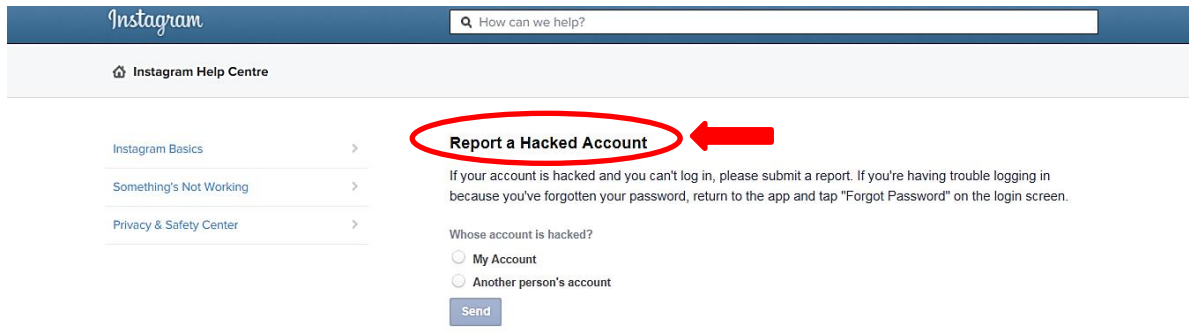 Instagram
How can we help?
Instagram Help Centre
Instagram Basics
Something's Not Working
Privacy & Safety Center
Report a Hacked Account
If your account is hacked and you can't log in, please submit a report. If you're having trouble logging in
because you've forgotten your password, return to the app and tap "Forgot Password" on the login screen.
Whose account is hacked?
My Account
Another person's account
Send